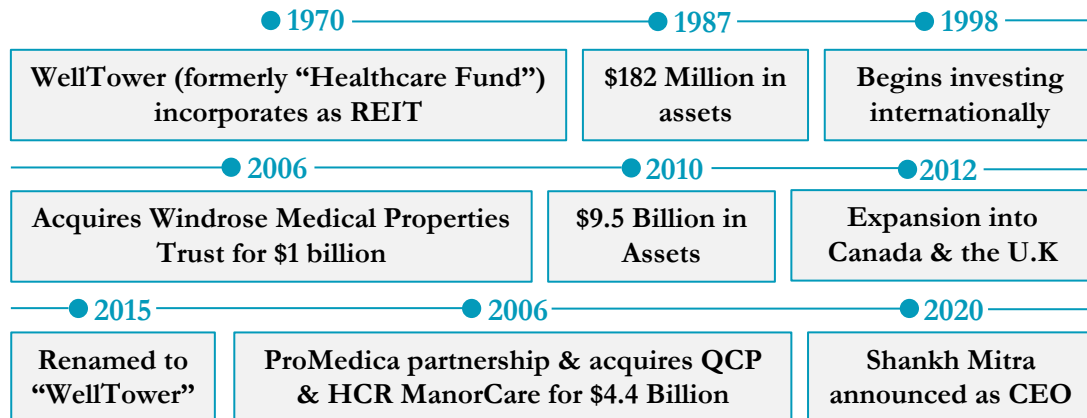 1970
1987
1998
WellTower (formerly “Healthcare Fund”)
incorporates as REIT
$182 Million in
assets
Begins investing
internationally
2006
2010
2012
Acquires Windrose Medical Properties
Trust for $1 billion
$9.5 Billion in
Assets
Expansion into
Canada & the U.K
2015
2006
2020
Renamed to
“WellTower”
ProMedica partnership & acquires QCP
& HCR ManorCare for $4.4 Billion
Shankh Mitra
announced as CEO